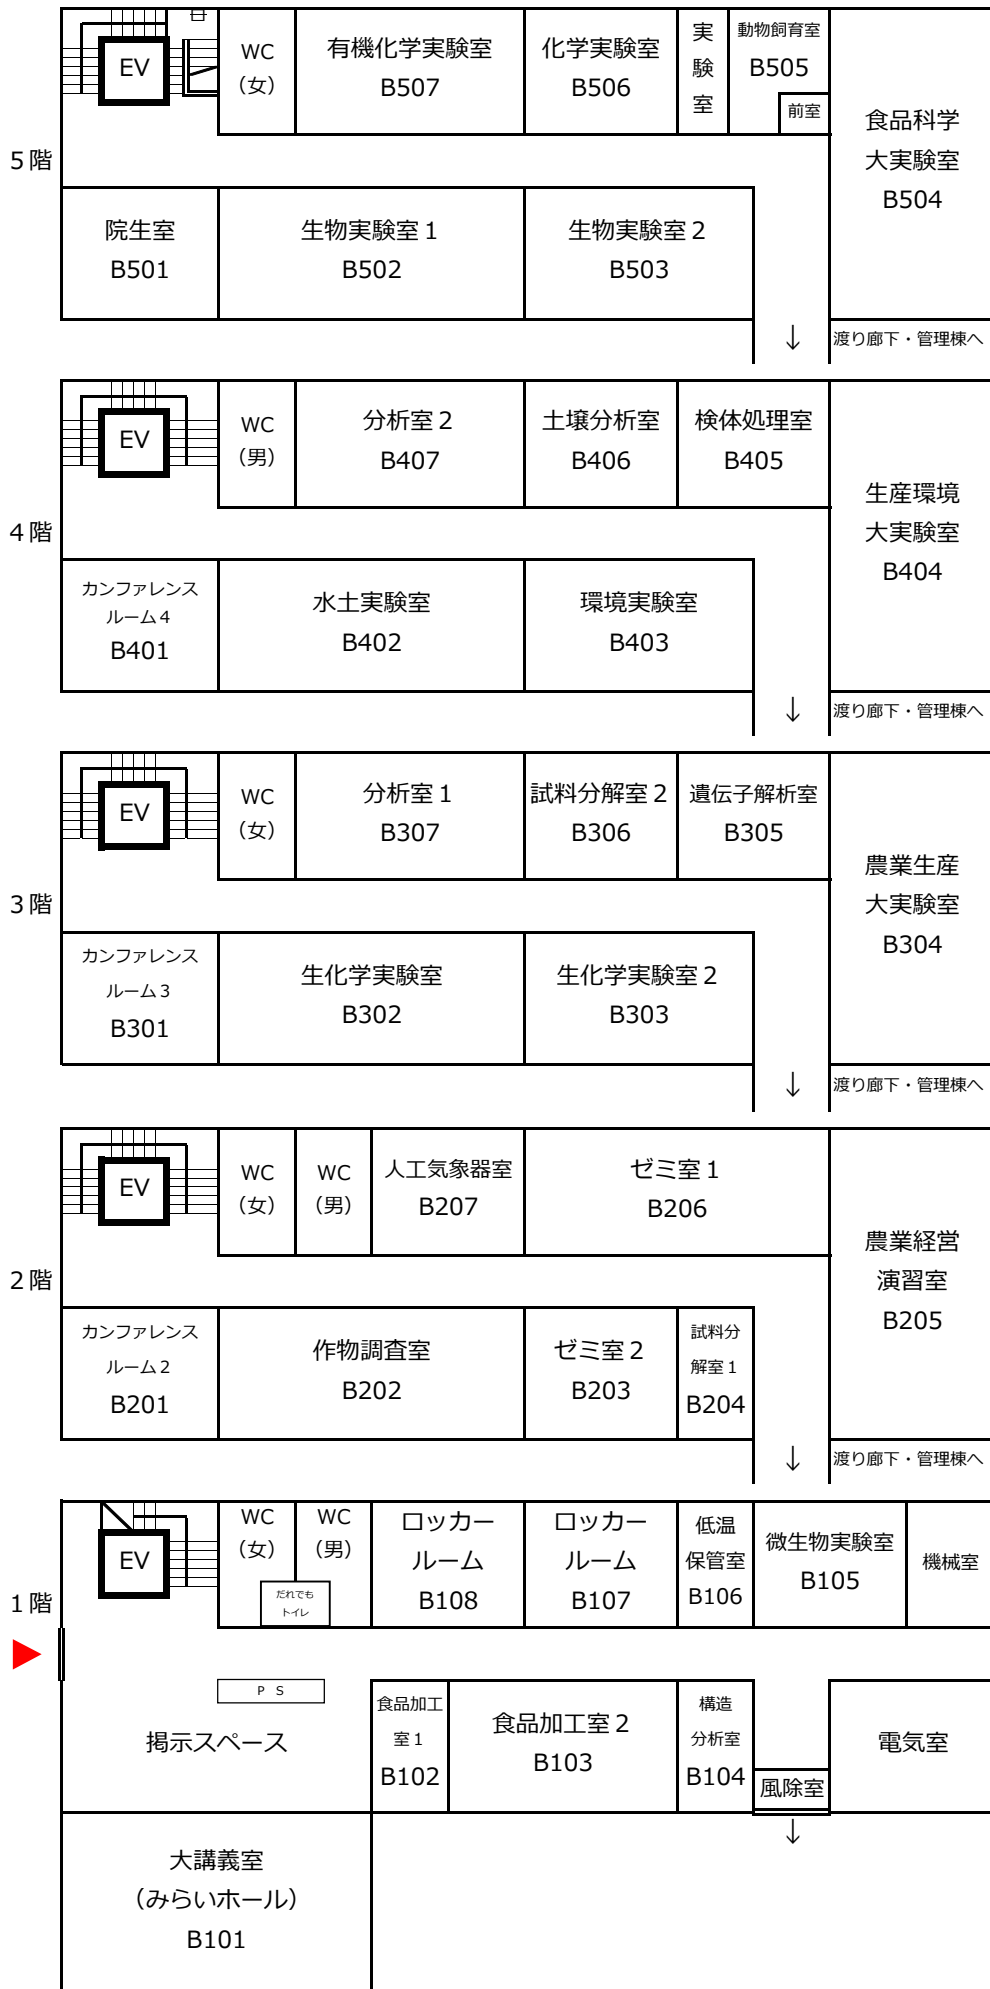 5階
EV
WC
（女）
有機化学実験室
B507
化学実験室
B506
実
験
室
動物飼育室
B505
前室
食品科学
大実験室
B504
院生室
B501
生物実験室1
B502
生物実験室2
B503
↓
渡り廊下・管理棟へ
4階
EV
WC
（男）
分析室2
B407
土壌分析室
B406
検体処理室
B405
生産環境
大実験室
B404
カンファレンス
ルーム4
B401
水土実験室
B402
環境実験室
B403
↓
渡り廊下・管理棟へ
3階
EV
WC
（女）
分析室1
B307
試料分解室2
B306
遺伝子解析室
B305
農業生産
大実験室
B304
カンファレンス
ルーム3
B301
生化学実験室
B302
生化学実験室2
B303
↓
渡り廊下・管理棟へ
2階
EV
WC
（女）
WC
（男）
人工気象器室
B207
ゼミ室1
B206
農業経営
演習室
B205
カンファレンス
ルーム2
B201
作物調査室
B202
ゼミ室2
B203
試料分
解室1
B204
↓
渡り廊下・管理棟へ
1階
EV
WC
（女）
WC
（男）
だれでも
トイレ
ロッカー
ルーム
B108
ロッカー
ルーム
B107
低温
保管室
B106
微生物実験室
B105
機械室
PS
掲示スペース
食品加工
室1
B102
食品加工室2
B103
構造
分析室
B104
風除室
↓
電気室
大講義室
（みらいホール）
B101